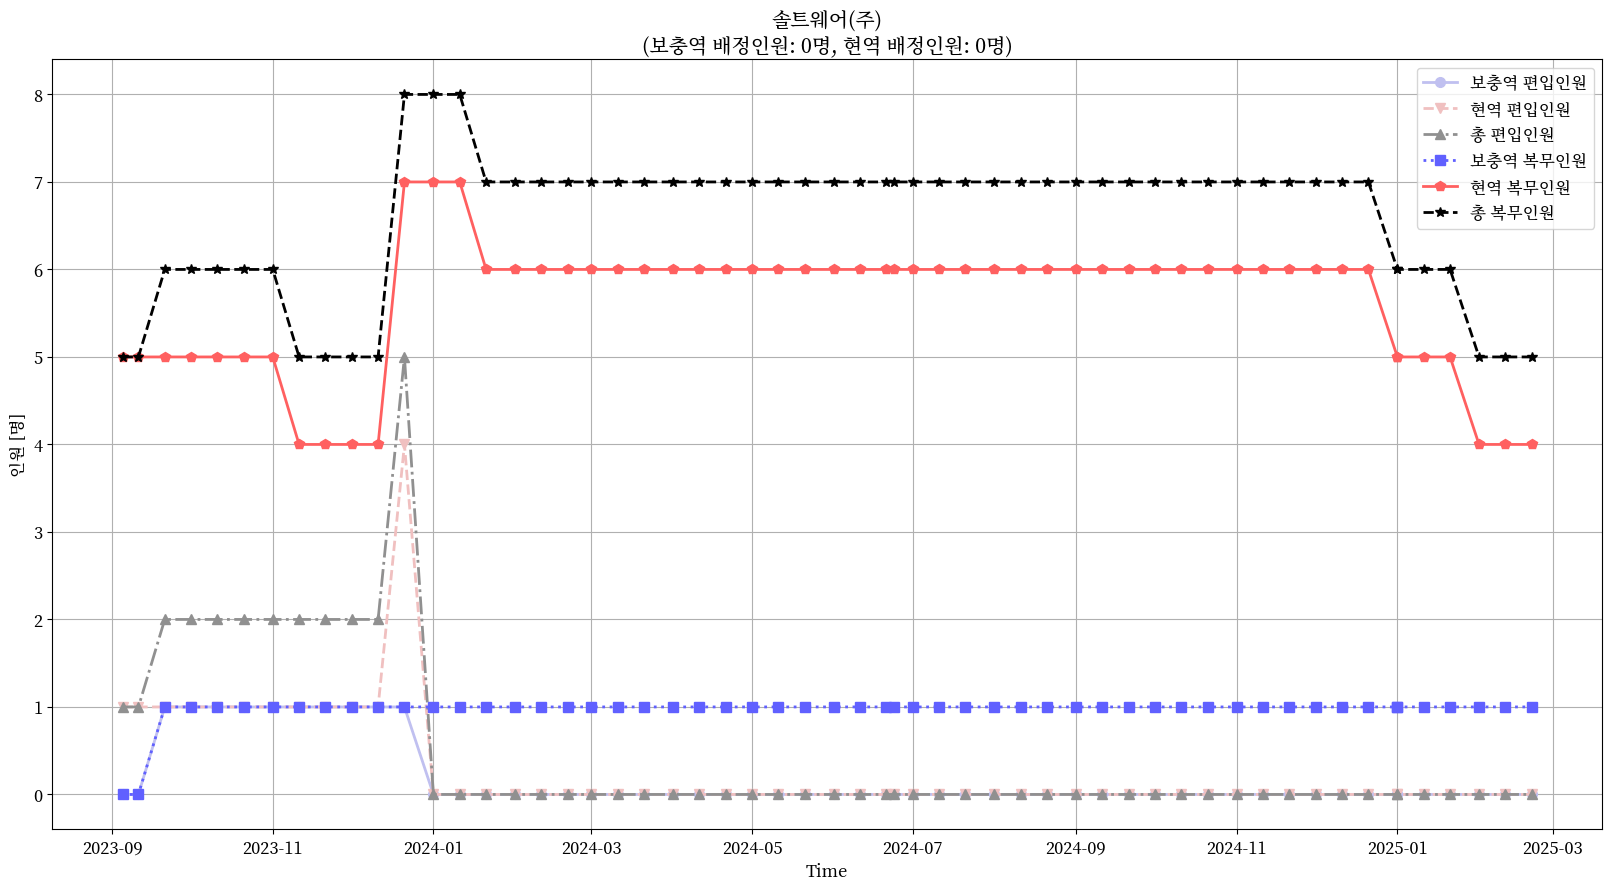 솔트웨어(주)
(보충역 배정인원: 0명, 현역 배정인원: 0명)
보충역 편입인원
현역 편입인원
총 편입인원
보충역 복무인원
현역 복무인원
총 복무인원
인원 [명]
8
7
6
5
4
3
2
1
0
2023-09
2023-11
2024-01
2024-03
2024-05
2024-07
2024-09
2024-11
2025-01
2025-03
Time